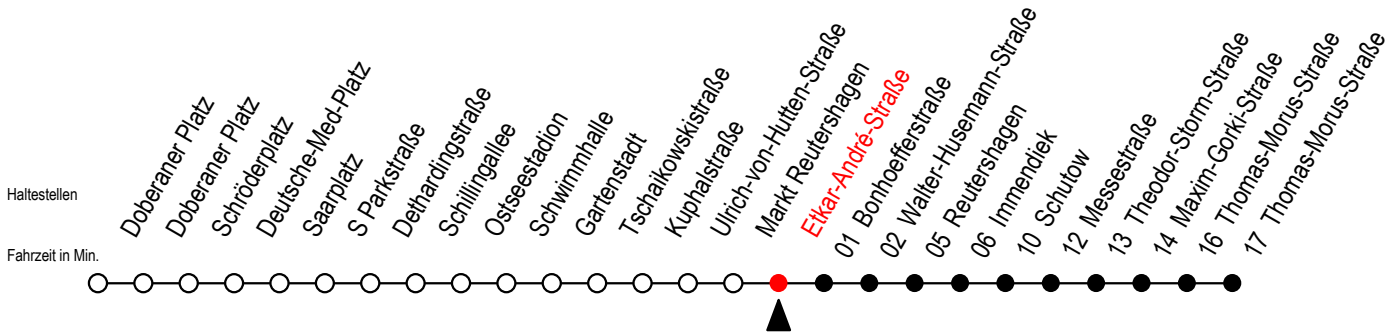 Haltestellen
Doberaner Platz
Doberaner Platz
Schröderplatz
Deutsche-Med-Platz
Saarplatz
S Parkstraße
Dethardingstraße
Schillingallee
Ostseestadion
Schwimmhalle
Gartenstadt
Tschaikowskistraße
Kuphalstraße
Ulrich-von-Hutten-Straße
Markt Reutershagen
Etkar-André-Straße
01 Bonhoefferstraße
02 Walter-Husemann-Straße
05 Reutershagen
06 Immendiek
10 Schutow
12 Messestraße
13 Theodor-Storm-Straße
14 Maxim-Gorki-Straße
16 Thomas-Morus-Straße
17 Thomas-Morus-Straße
Fahrzeit in Min.